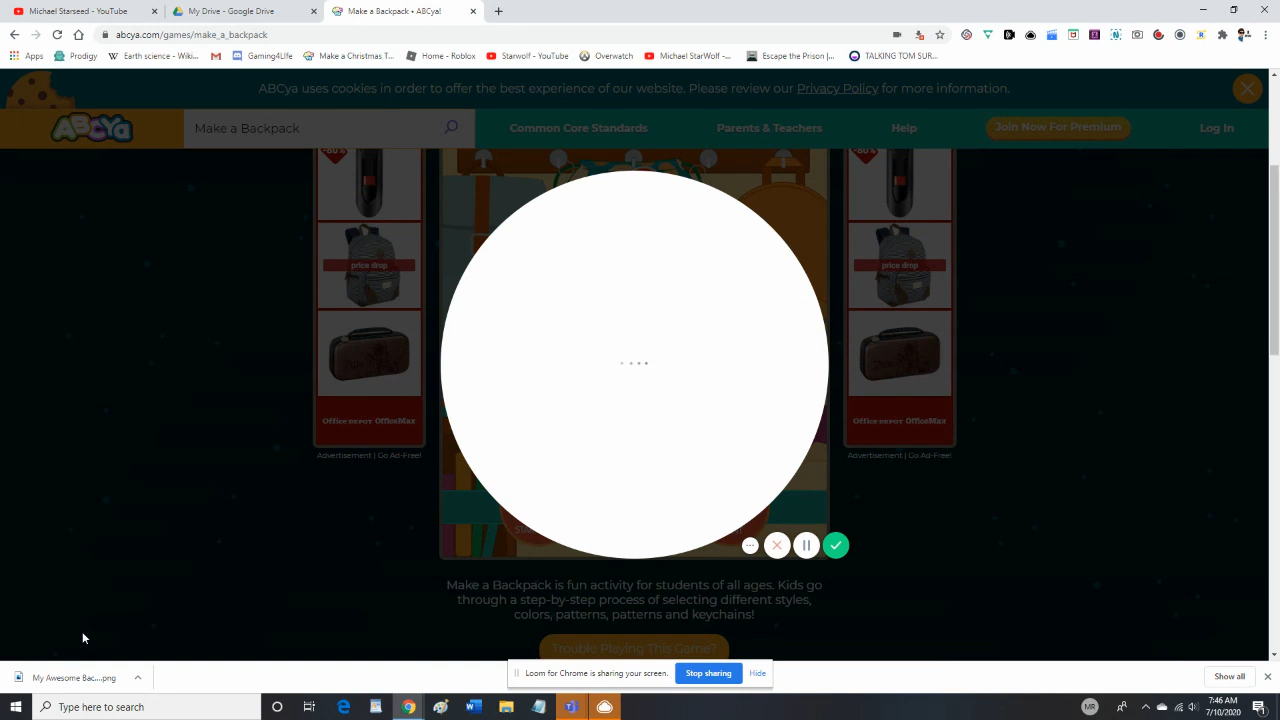 Michael Starseed - YouTube
My Drive - Google Drive
Make a Backpack • ABCya!
abcya.com/games/make_a_backpack
Apps
Prodigy
Earth science - Wiki...
Gaming4Life
Make a Christmas T...
Home - Roblox
Starwolf - YouTube
Overwatch
Michael StarWolf -...
Escape the Prison |...
TALKING TOM SUR...
ABCya uses cookies in order to offer the best experience of our website. Please review our Privacy Policy for more information.
ABCya
Make a Backpack
Common Core Standards
Parents & Teachers
Help
Join Now For Premium
Log In
-60%
-60%
price drop
price drop
Office DEPOT OfficeMax
Office DEPOT OfficeMax
Advertisement | Go Ad-Free!
Advertisement | Go Ad-Free!
Make a Backpack is fun activity for students of all ages. Kids go
through a step-by-step process of selecting different styles,
colors, patterns, patterns and keychains!
Trouble Playing This Game?
My Awesome Bac....png
Loom for Chrome is sharing your screen.
Stop sharing
Hide
Show all
Type here to search
MR
7:46 AM
7/10/2020